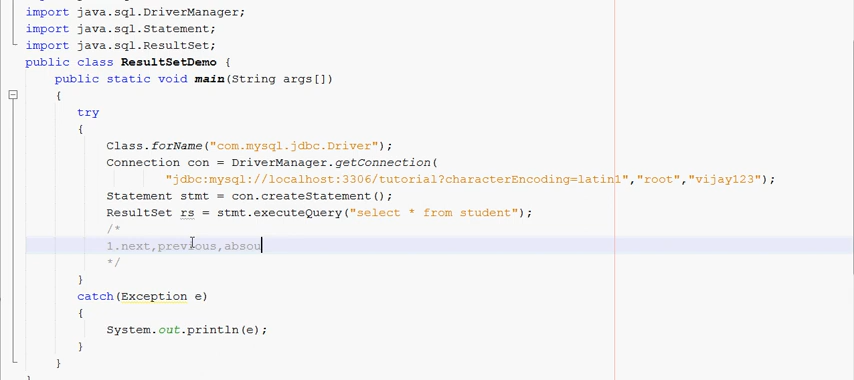 import java.sql.DriverManager;
import java.sql.Statement;
import java.sql.ResultSet;
public class ResultSetDemo {
public static void main(String args[])
{
try
{
Class.forName("com.mysql.jdbc.Driver");
Connection con = DriverManager.getConnection(
"jdbc:mysql://localhost:3306/tutorial?characterEncoding=latin1","root","vijay123");
Statement stmt = con.createStatement();
ResultSet rs = stmt.executeQuery("select * from student");
/*
1.next,previous,absou
*/
}
catch(Exception e)
{
System.out.println(e);
}
}
}